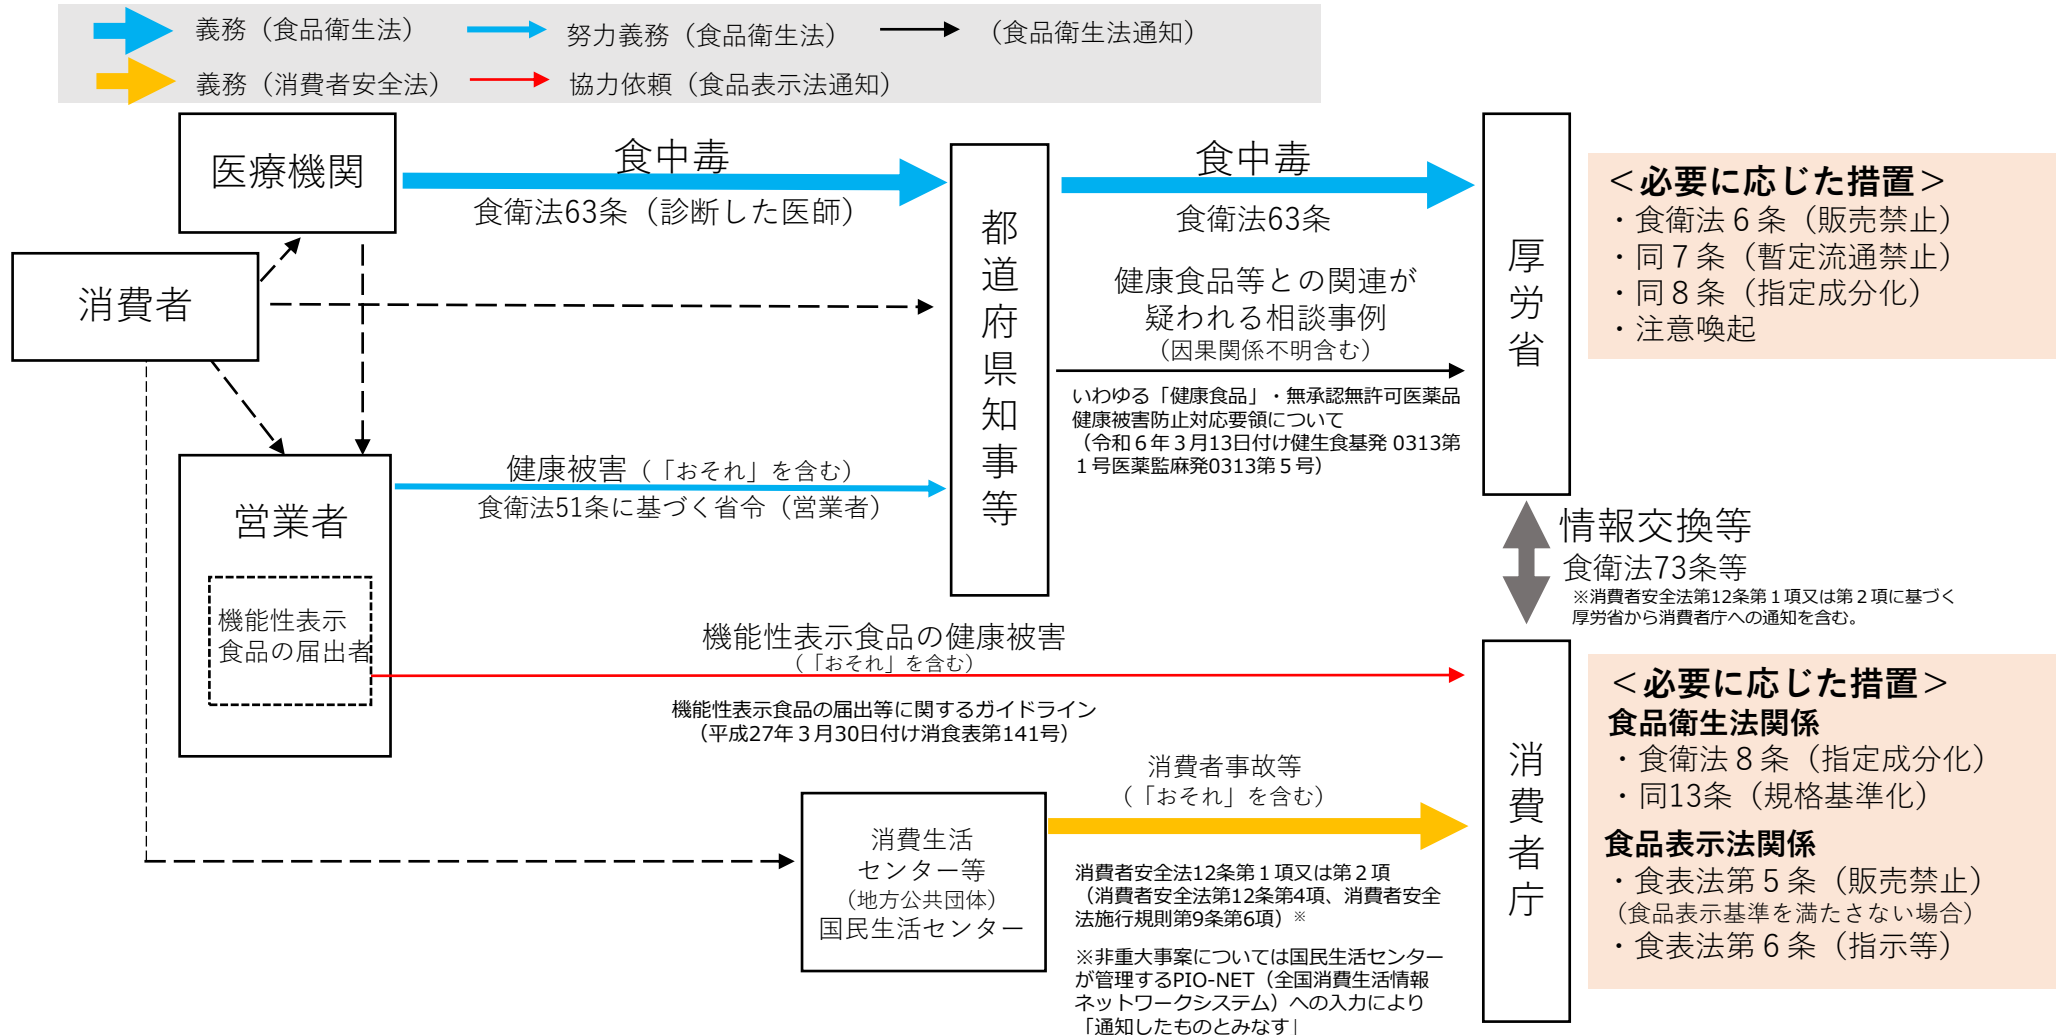 義務（食品衛生法）
努力義務（食品衛生法）
（食品衛生法通知）
義務（消費者安全法）
協力依頼（食品表示法通知）
医療機関
消費者
営業者
機能性表示
食品の届出者
食中毒
食衛法63条（診断した医師）
健康被害（「おそれ」を含む）
食衛法51条に基づく省令（営業者）
都道府県知事等
食中毒
食衛法63条
健康食品等との関連が
疑われる相談事例
（因果関係不明含む）
いわゆる「健康食品」・無承認無許可医薬品
健康被害防止対応要領について
（令和６年３月13日付け健生食基発 0313第
１号医薬監麻発0313第５号）
厚労省
＜必要に応じた措置＞
・食衛法６条（販売禁止）
・同７条（暫定流通禁止）
・同８条（指定成分化）
・注意喚起
情報交換等
食衛法73条等
※消費者安全法第12条第１項又は第２項に基づく
厚労省から消費者庁への通知を含む。
機能性表示食品の健康被害
（「おそれ」を含む）
機能性表示食品の届出等に関するガイドライン
（平成27年３月30日付け消食表第141号）
消費生活
センター等
（地方公共団体）
国民生活センター
消費者事故等
（「おそれ」を含む）
消費者安全法12条第１項又は第２項
（消費者安全法第12条第4項、消費者安全
法施行規則第9条第6項）※
※非重大事案については国民生活センター
が管理するPIO-NET（全国消費生活情報
ネットワークシステム）への入力により
「通知したものとみなす」
消費者庁
＜必要に応じた措置＞
食品衛生法関係
・食衛法８条（指定成分化）
・同13条（規格基準化）
食品表示法関係
・食表法第５条（販売禁止）
（食品表示基準を満たさない場合）
・食表法第６条（指示等）